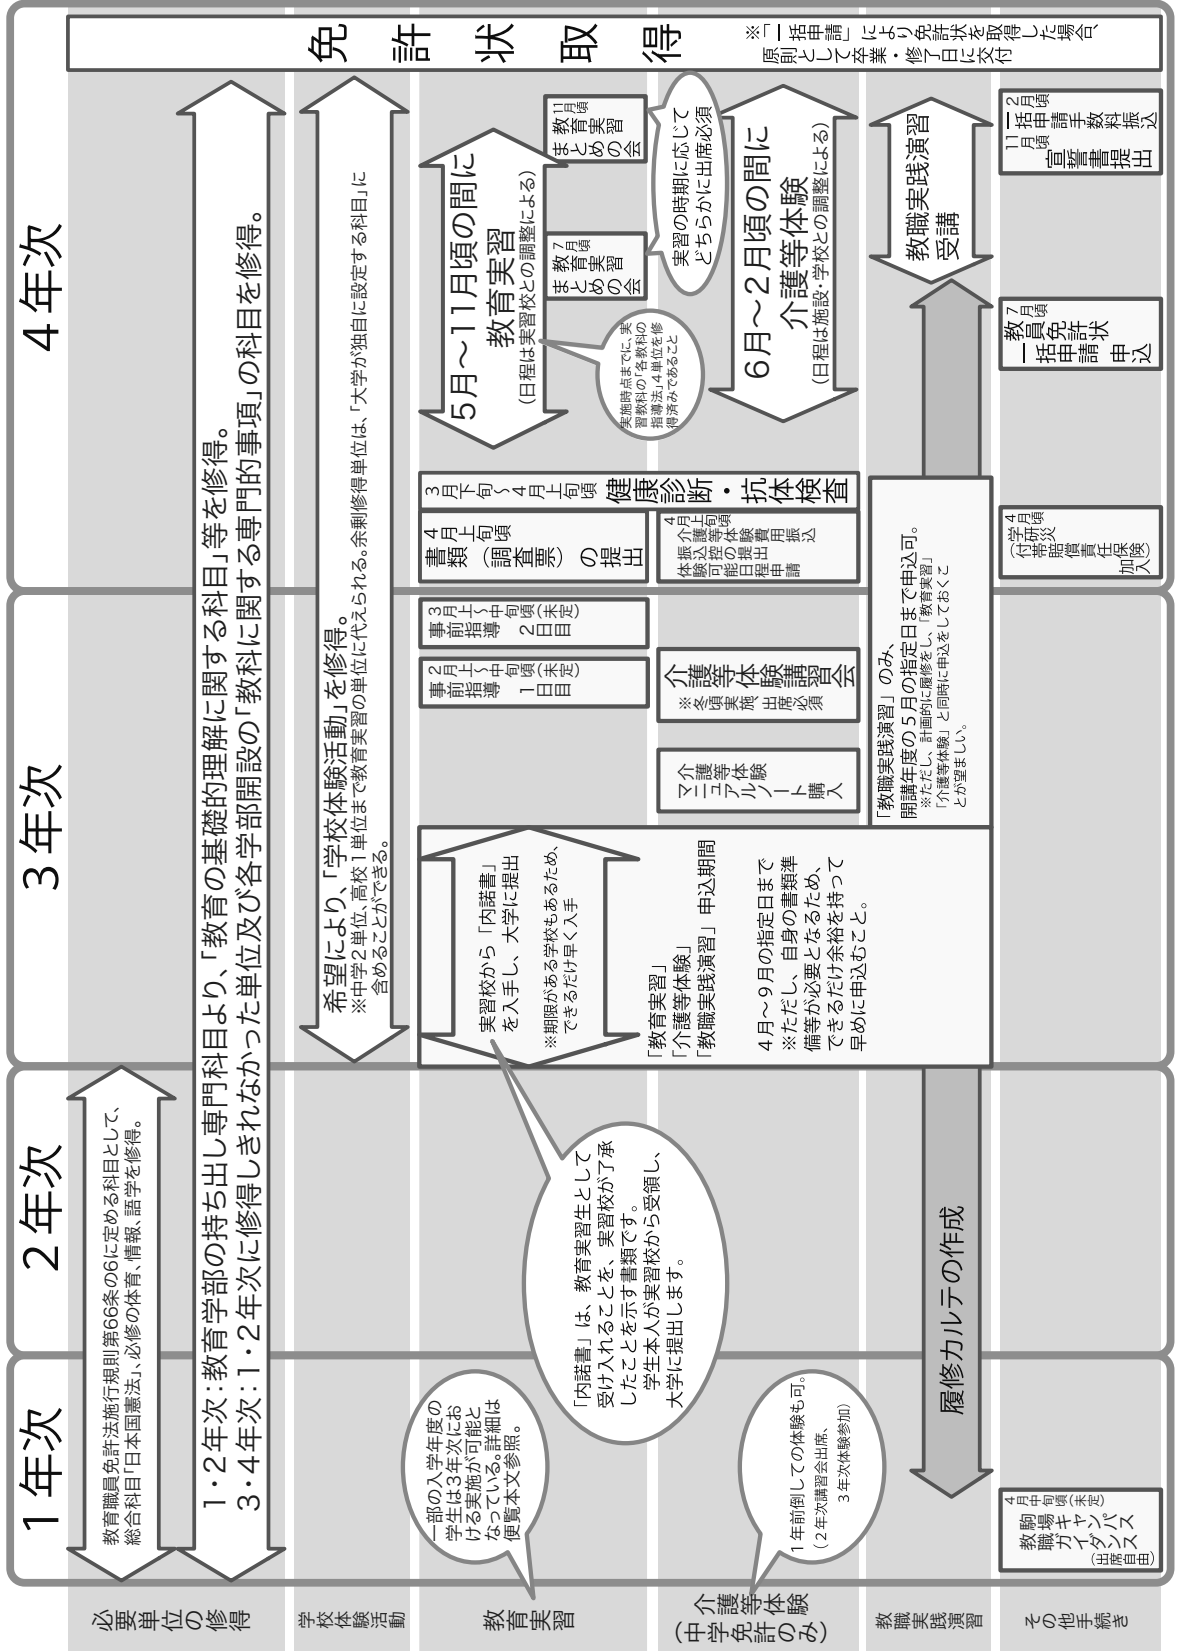 1年次
2年次
3年次
4年次
必要単位の修得
教育職員免許法施行規則第66条の6に定める科目として、
総合科目「日本国憲法」、必修の体育、情報、語学を修得。
1・2年次：教育学部の持ち出し専門科目より、「教育の基礎的理解に関する科目」等を修得。
3・4年次：1・2年次に修得しきれなかった単位及び各学部開設の「教科に関する専門的事項」の科目を修得。
学校体験活動
希望により、「学校体験活動」を修得。
※中学2単位、高校1単位まで教育実習の単位に代えられる。余剰修得単位は、「大学が独自に設定する科目」に
含めることができる。
教育実習
一部の入学年度の
学生は3年次にお
ける実施が可能と
なっている。詳細は
便覧本文参照。
「内諾書」は、教育実習生として
受け入れることを、実習校が了承
したことを示す書類です。
学生本人が実習校から受領し、
大学に提出します。
実習校から「内諾書」
を入手し、大学に提出
※期限がある学校もあるため、
できるだけ早く入手
「教育実習」
「介護等体験」
「教職実践演習」申込期間
4月～9月の指定日まで
※ただし、自身の書類準
備等が必要となるため、
できるだけ余裕を持って
早めに申込むこと。
2月上～中旬頃（未定）
事前指導 1日目
3月上～中旬頃（未定）
事前指導 2日目
4月上旬頃
書類（調査票）の提出
3月下旬～4月上旬頃 健康診断・抗体検査
5月～11月頃の間に
教育実習
（日程は実習校との調整による）
実施時点までに、実
習教科の「各教科の
指導法」4単位を修
得済みであること
7月頃
教育実習
まとめの会
11月頃
教育実習
まとめの会
実習の時期に応じて
どちらかに出席必須
介護等体験
（中学免許のみ）
1年前倒しての体験も可。
（2年次講習会出席、
3年次体験参加）
介護等体験
マニュアルノート購入
介護等体験講習会
※冬頃実施 出席必須
4月上旬頃
介護等体験費用振込
振込控の提出
体験可能日程申請
6月～2月頃の間に
介護等体験
（日程は施設・学校との調整による）
教職実践演習
履修カルテの作成
「教職実践演習」のみ、
開講年度の5月の指定日まで申込可。
※ただし、計画的に履修をし、「教育実習」
「介護等体験」と同時に申込をしておくこ
とが望ましい。
教職実践演習
受講
その他手続き
4月中旬頃（未定）
駒場キャンパス
教職ガイダンス
（出席自由）
4月頃
学研災
（付帯賠償責任保険）
加入
7月頃
教員免許状
一括申請 申込
11月頃
宣誓書提出
2月頃
一括申請手数料振込
免許状取得
※「一括申請」により免許状を取得した場合、
原則として卒業・修了日に交付